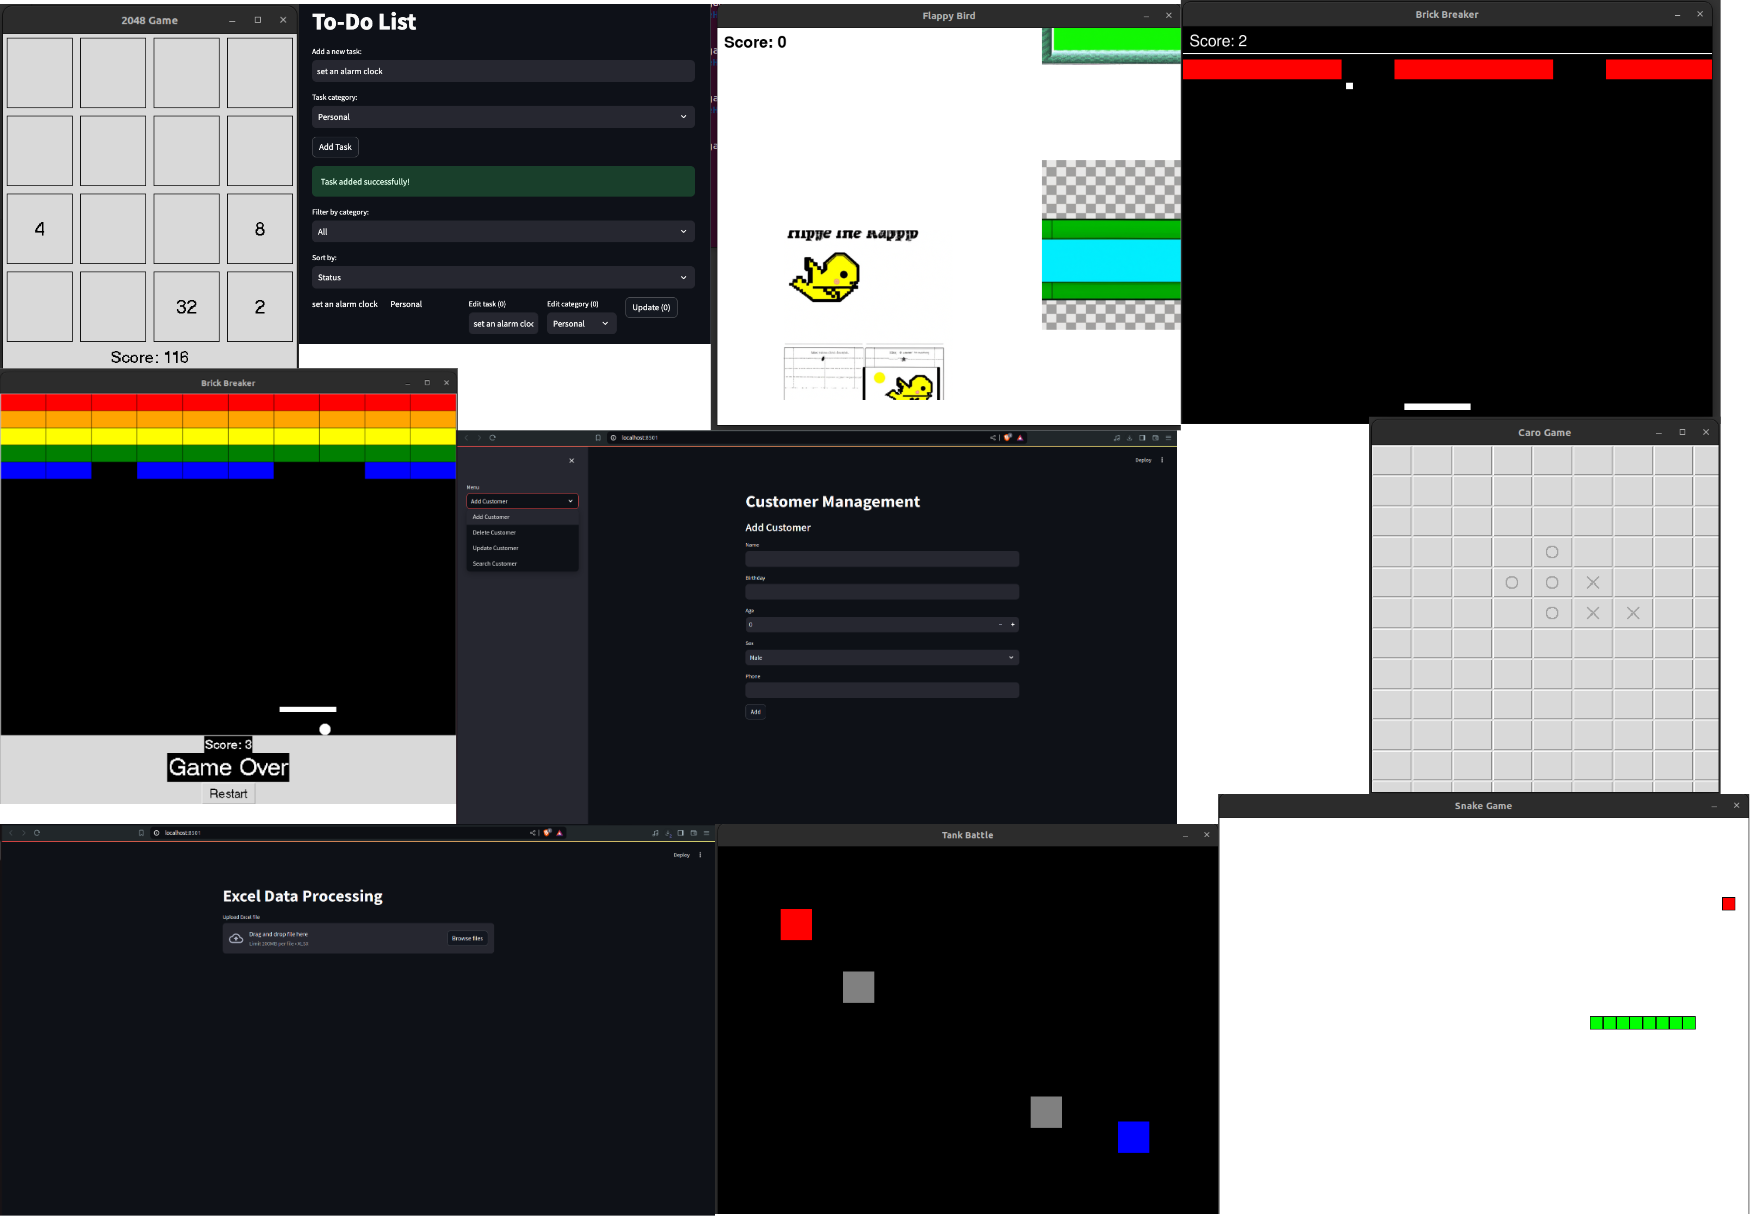 2048 Game
4
8
32
2
Score: 116
To-Do List
Add a new task:
set an alarm clock
Task category:
Personal
Add Task
Task added successfully!
Filter by category:
All
Sort by:
Status
set an alarm clock Personal
Edit task (0)
set an alarm cloc
Edit category (0)
Personal
Update (0)
Flappy Bird
Score: 0
Brick Breaker
Score: 2
Brick Breaker
Score: 3
Game Over
Restart
localhost:8501
Deploy
Menu
Add Customer
Add Customer
Delete Customer
Update Customer
Search Customer
Customer Management
Add Customer
Name
Birthday
Age
0
Sex
Male
Phone
Add
Caro Game
localhost:8501
Deploy
Excel Data Processing
Upload Excel file
Drag and drop file here
Limit 200MB per file • XLSX
Browse files
Tank Battle
Snake Game